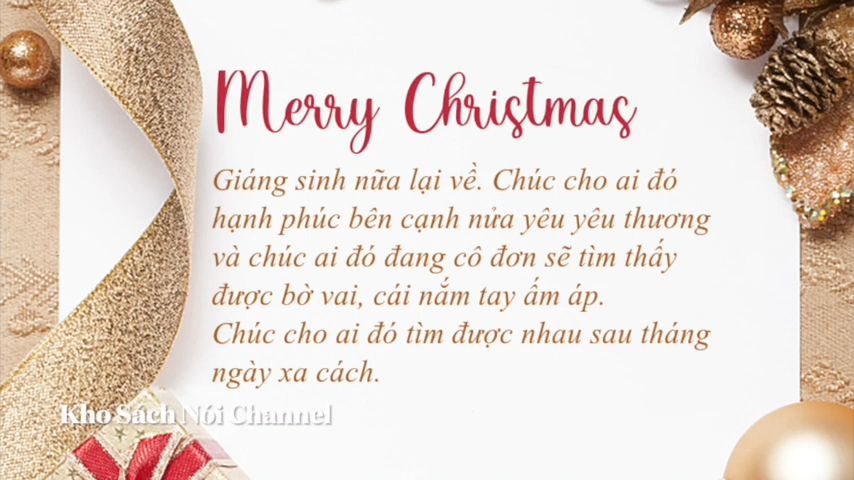 Merry Christmas
Giáng sinh nữa lại về. Chúc cho ai đó
hạnh phúc bên cạnh nửa yêu yêu thương
và chúc ai đó đang cô đơn sẽ tìm thấy
được bờ vai, cái nắm tay ấm áp.
Chúc cho ai đó tìm được nhau sau tháng
ngày xa cách.
Kho Sách Nói Channel